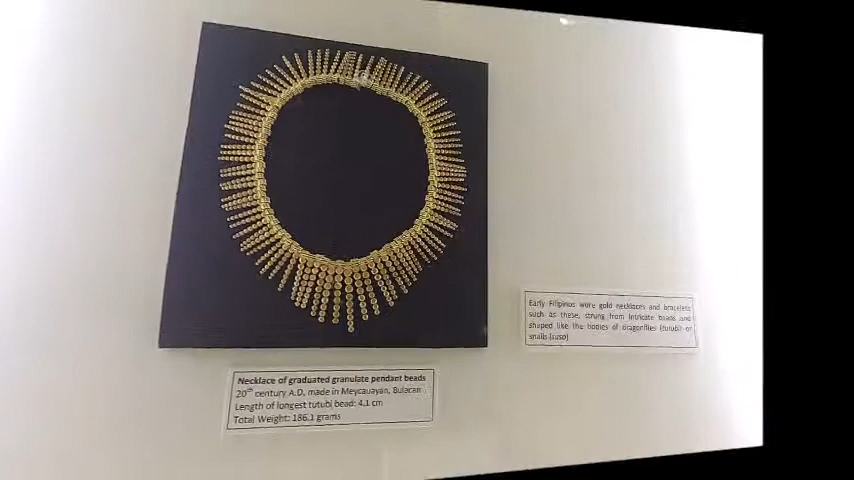 Necklace of graduated granulate pendant beads
20th century A.D, made in Meycauayan, Bulacan
Length of longest tutubi bead: 4.1 cm
Total Weight: 186.1 grams
Early Filipinos wore gold necklaces and bracelets
such as these, strung from intricate beads and
shaped like the bodies of dragonflies (tutubi) or
snails (suso)